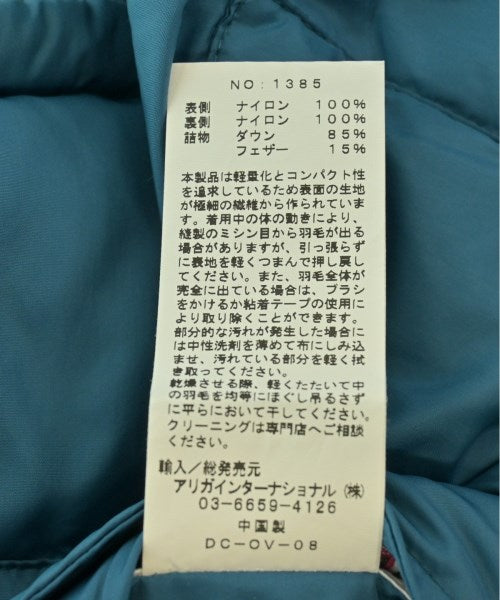 NO:1385
表側 ナイロン 100%
裏側 ナイロン 100%
詰物 ダウン 85%
フェザー 15%
本製品は軽量化とコンパクト性
を追求しているため表面の生地
が極細の繊維から作られていま
す。着用中の体の動きにより、
縫製のミシン目から羽毛が出る
場合がありますが、引っ張らず
に表地を軽くつまんで押し戻し
てください。また、羽毛全体が
完全に出ている場合は、ブラシ
をかけるか粘着テープの使用に
より取り除くことができます。
部分的な汚れが発生した場合に
は中性洗剤を薄めて布にしみ込
ませ、汚れている部分を軽く拭
き取ってください。
乾燥させる際、軽くたたいて中
の羽毛を均等にほぐし吊るさず
に平らにおいて干してください。
クリーニングは専門店へご相談
ください。
輸入/総発売元
アリガインターナショナル(株)
03-6659-4126
中国製
DC-OV-08